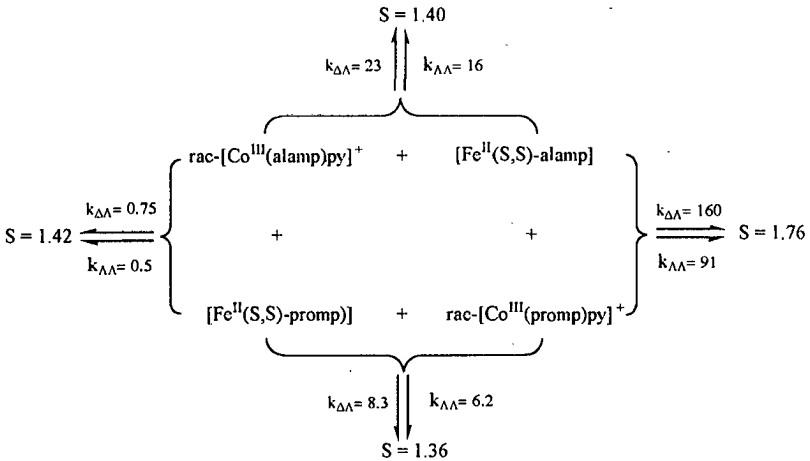 S = 1.40
k_ΔΛ = 23 k_ΛΛ = 16
rac-[Co^III(alamp)py]^+ + [Fe^II(S,S)-alamp]
k_ΔΛ = 0.75 k_ΔΛ = 160
S = 1.42 + + S = 1.76
k_ΛΛ = 0.5 k_ΛΛ = 91
[Fe^II(S,S)-promp)] + rac-[Co^III(promp)py]^+
k_ΔΛ = 8.3 k_ΛΛ = 6.2
S = 1.36